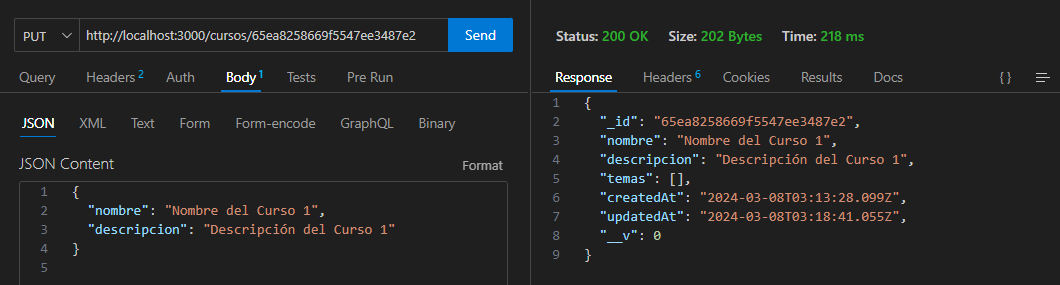 PUT http://localhost:3000/cursos/65ea8258669f5547ee3487e2 Send
Query Headers 2 Auth Body 1 Tests Pre Run
JSON XML Text Form Form-encode GraphQL Binary
JSON Content Format
1 {
2 "nombre": "Nombre del Curso 1",
3 "descripcion": "Descripción del Curso 1"
4 }
5
Status: 200 OK Size: 202 Bytes Time: 218 ms
Response Headers 6 Cookies Results Docs {}
1 {
2 "_id": "65ea8258669f5547ee3487e2",
3 "nombre": "Nombre del Curso 1",
4 "descripcion": "Descripción del Curso 1",
5 "temas": [],
6 "createdAt": "2024-03-08T03:13:28.099Z",
7 "updatedAt": "2024-03-08T03:18:41.055Z",
8 "__v": 0
9 }